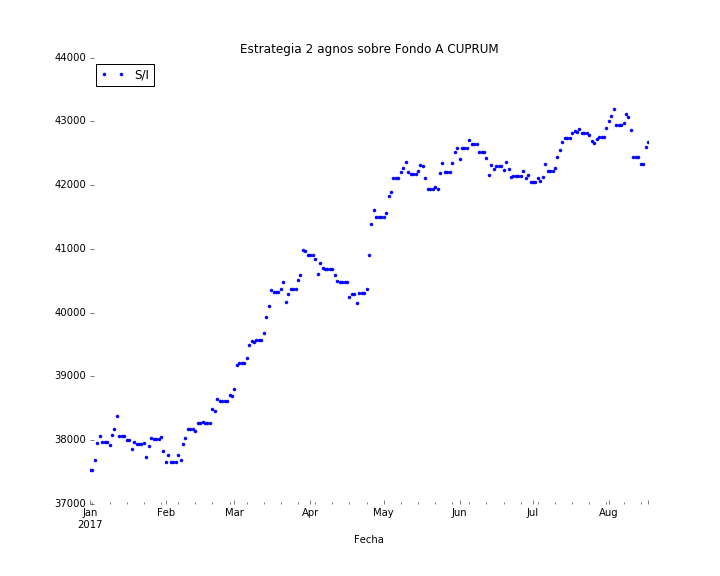 Estrategia 2 agnos sobre Fondo A CUPRUM
S/I
44000
43000
42000
41000
40000
39000
38000
37000
Jan Feb Mar Apr May Jun Jul Aug
2017
Fecha